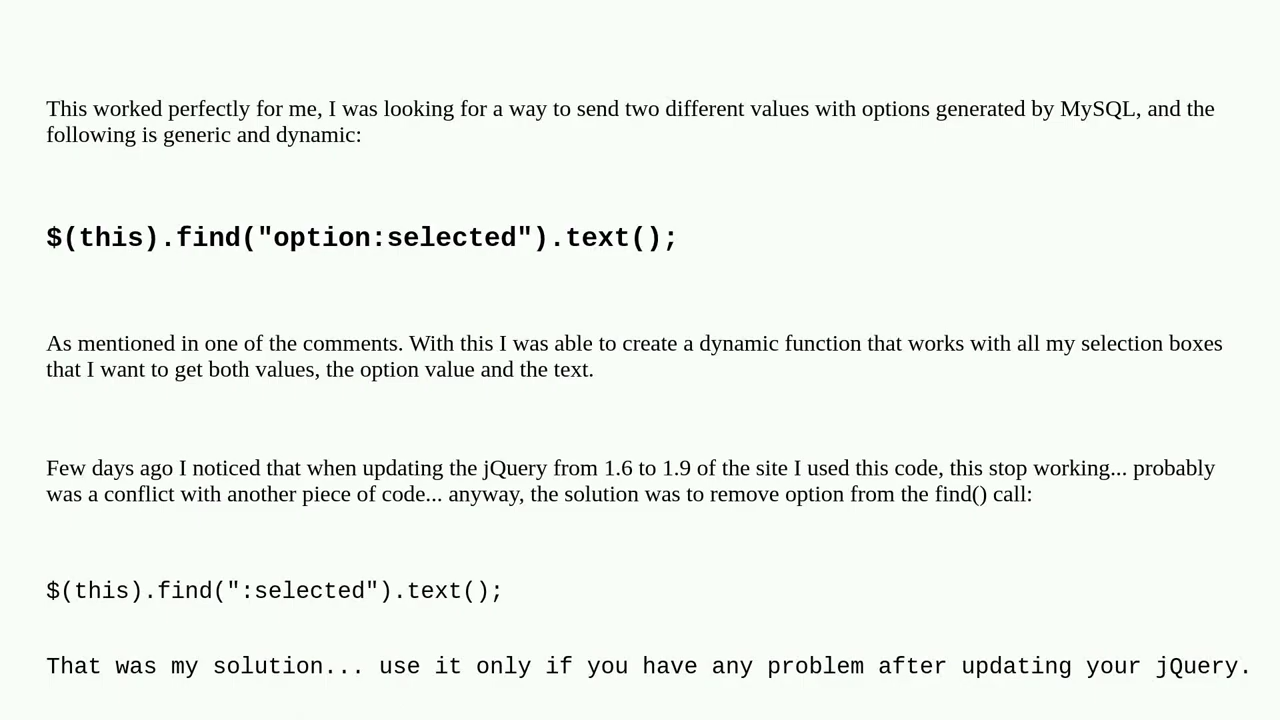 This worked perfectly for me, I was looking for a way to send two different values with options generated by MySQL, and the
following is generic and dynamic:
$(this).find("option:selected").text();
As mentioned in one of the comments. With this I was able to create a dynamic function that works with all my selection boxes
that I want to get both values, the option value and the text.
Few days ago I noticed that when updating the jQuery from 1.6 to 1.9 of the site I used this code, this stop working... probably
was a conflict with another piece of code... anyway, the solution was to remove option from the find() call:
$(this).find(":selected").text();
That was my solution... use it only if you have any problem after updating your jQuery.